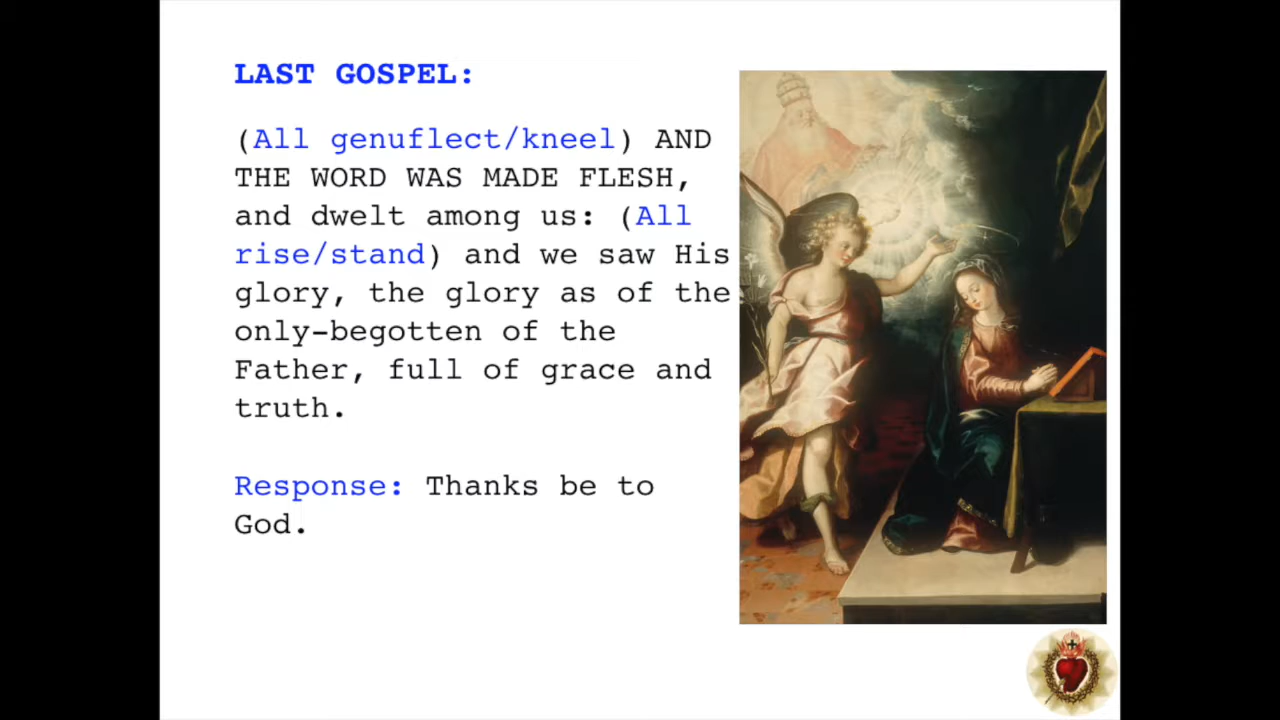 LAST GOSPEL:
(All genuflect/kneel) AND
THE WORD WAS MADE FLESH,
and dwelt among us: (All
rise/stand) and we saw His
glory, the glory as of the
only-begotten of the
Father, full of grace and
truth.
Response: Thanks be to
God.